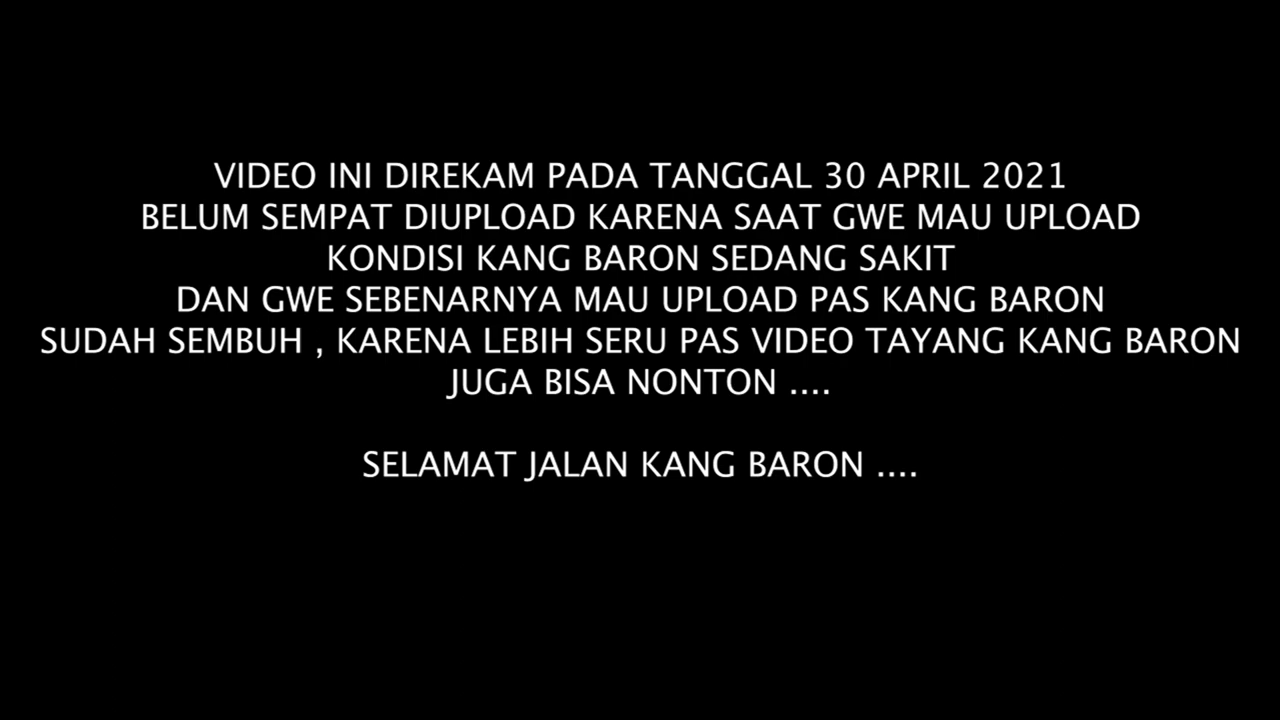 VIDEO INI DIREKAM PADA TANGGAL 30 APRIL 2021
BELUM SEMPAT DIUPLOAD KARENA SAAT GWE MAU UPLOAD
KONDISI KANG BARON SEDANG SAKIT
DAN GWE SEBENARNYA MAU UPLOAD PAS KANG BARON
SUDAH SEMBUH , KARENA LEBIH SERU PAS VIDEO TAYANG KANG BARON
JUGA BISA NONTON ....
SELAMAT JALAN KANG BARON ....